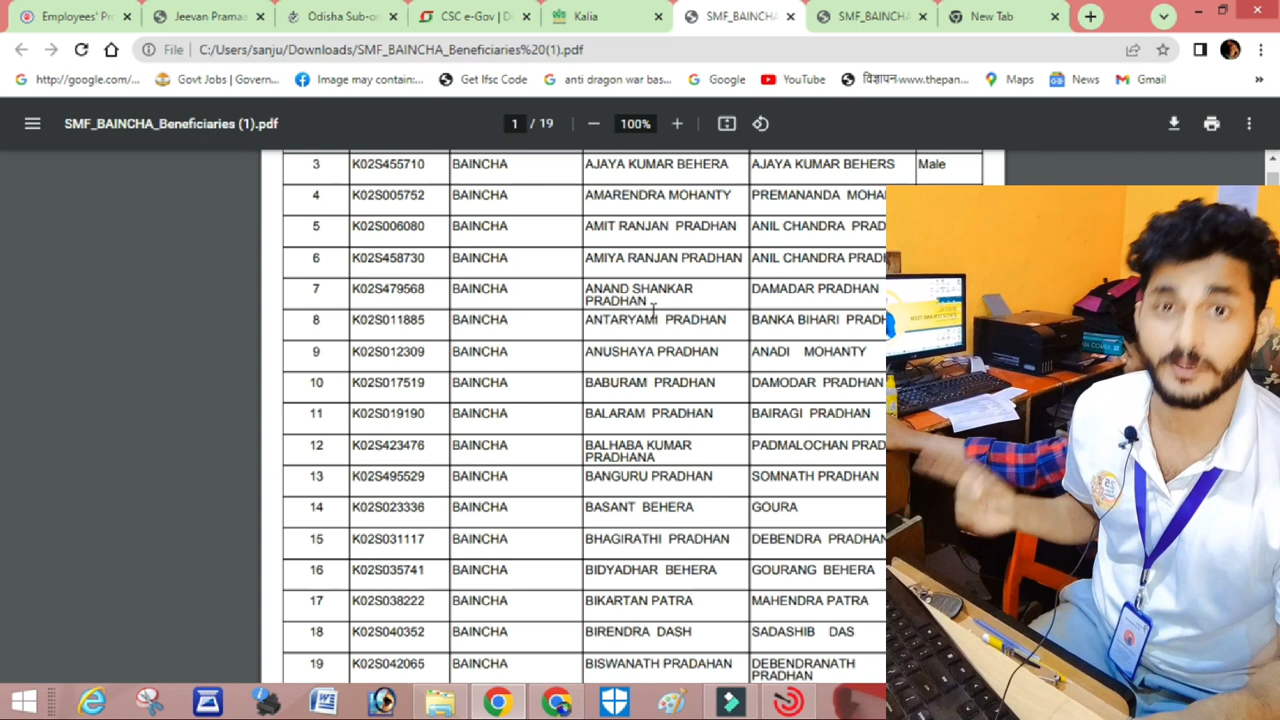 Employees' Pr
Jeevan Pramaa
Odisha Sub-or
CSC e-Gov | D
Kalia
SMF_BAINCHA
SMF_BAINCHA
New Tab
File C:/Users/sanju/Downloads/SMF_BAINCHA_Beneficiaries%20(1).pdf
http://google.com/...
Govt Jobs | Govern...
Image may contain:...
Get Ifsc Code
anti dragon war bas...
Google
YouTube
विज्ञापन www.thepan...
Maps
News
Gmail
»
SMF_BAINCHA_Beneficiaries (1).pdf
1 / 19
100%
3 K02S455710 BAINCHA AJAYA KUMAR BEHERA AJAYA KUMAR BEHERS Male
4 K02S005752 BAINCHA AMARENDRA MOHANTY PREMANANDA MOHA
5 K02S006080 BAINCHA AMIT RANJAN PRADHAN ANIL CHANDRA PRAD
6 K02S458730 BAINCHA AMIYA RANJAN PRADHAN ANIL CHANDRA PRADH
7 K02S479568 BAINCHA ANAND SHANKAR DAMADAR PRADHAN
PRADHAN
8 K02S011885 BAINCHA ANTARYAMI PRADHAN BANKA BIHARI PRADH
9 K02S012309 BAINCHA ANUSHAYA PRADHAN ANADI MOHANTY
10 K02S017519 BAINCHA BABURAM PRADHAN DAMODAR PRADHAN
11 K02S019190 BAINCHA BALARAM PRADHAN BAIRAGI PRADHAN
12 K02S423476 BAINCHA BALHABA KUMAR PADMALOCHAN PRAD
PRADHANA
13 K02S495529 BAINCHA BANGURU PRADHAN SOMNATH PRADHAN
14 K02S023336 BAINCHA BASANT BEHERA GOURA
15 K02S031117 BAINCHA BHAGIRATHI PRADHAN DEBENDRA PRADHAN
16 K02S035741 BAINCHA BIDYADHAR BEHERA GOURANG BEHERA
17 K02S038222 BAINCHA BIKARTAN PATRA MAHENDRA PATRA
18 K02S040352 BAINCHA BIRENDRA DASH SADASHIB DAS
19 K02S042065 BAINCHA BISWANATH PRADAHAN DEBENDRANATH
PRADHAN